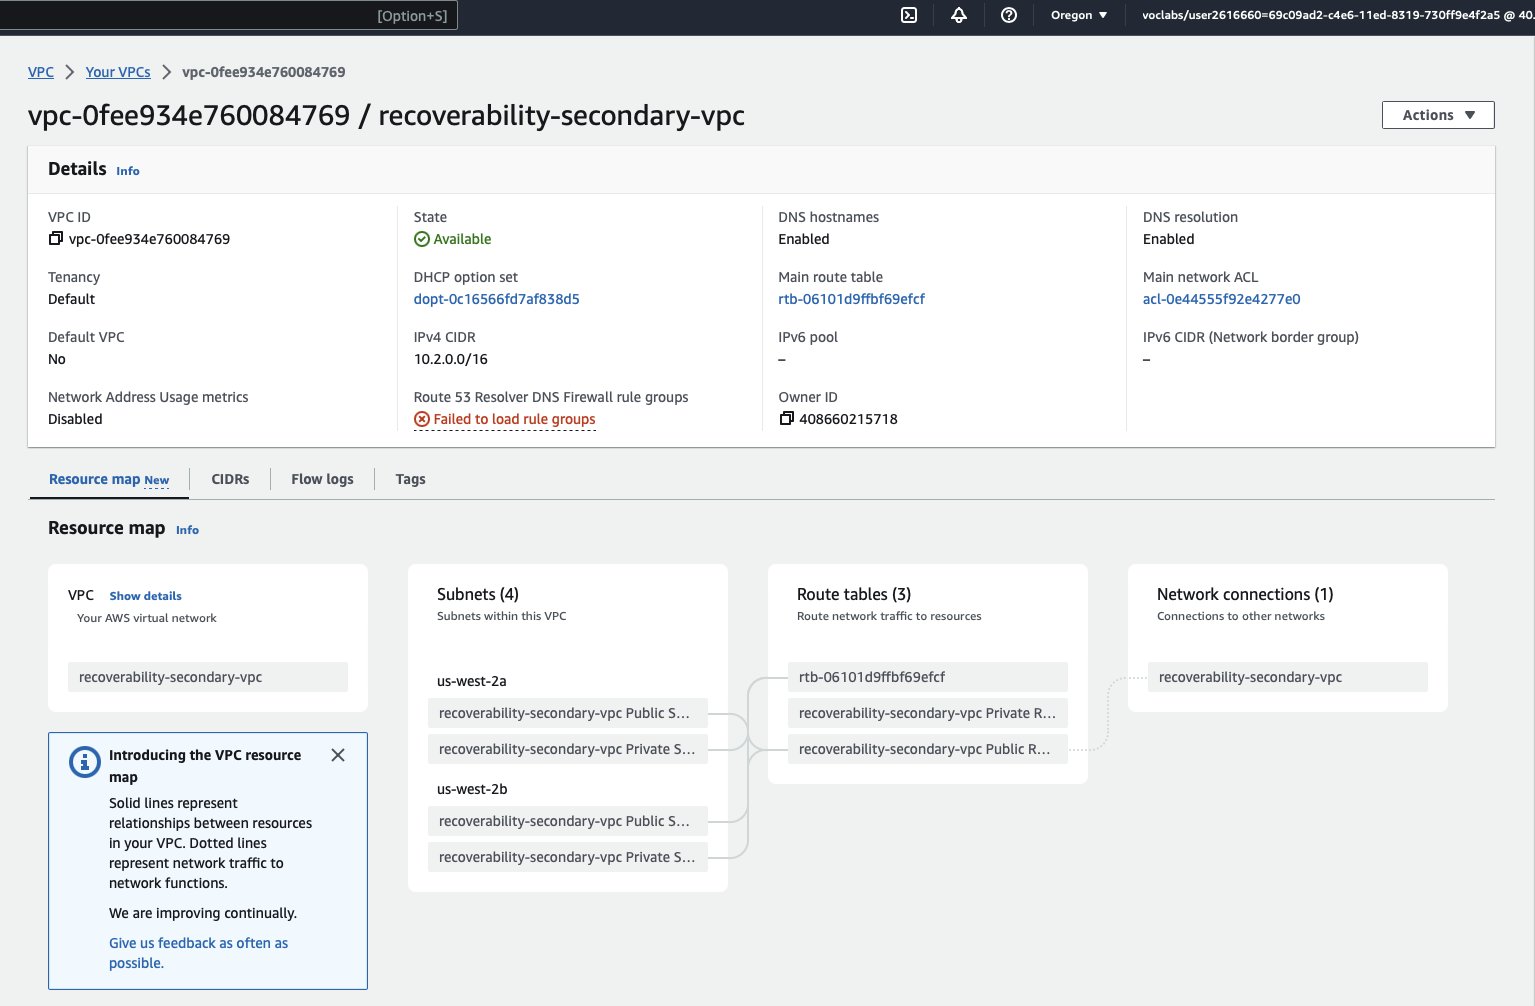 [Option+S]
Oregon ▼
voclabs/user2616660=69c09ad2-c4e6-11ed-8319-730ff9e4f2a5 @ 40.
VPC > Your VPCs > vpc-0fee934e760084769
vpc-0fee934e760084769 / recoverability-secondary-vpc
Actions ▼
Details Info
VPC ID
vpc-0fee934e760084769
State
Available
DNS hostnames
Enabled
DNS resolution
Enabled
Tenancy
Default
DHCP option set
dopt-0c16566fd7af838d5
Main route table
rtb-06101d9ffbf69efcf
Main network ACL
acl-0e44555f92e4277e0
Default VPC
No
IPv4 CIDR
10.2.0.0/16
IPv6 pool
–
IPv6 CIDR (Network border group)
–
Network Address Usage metrics
Disabled
Route 53 Resolver DNS Firewall rule groups
Failed to load rule groups
Owner ID
408660215718
Resource map New
CIDRs
Flow logs
Tags
Resource map Info
VPC Show details
Your AWS virtual network
recoverability-secondary-vpc
Introducing the VPC resource
map
Solid lines represent
relationships between resources
in your VPC. Dotted lines
represent network traffic to
network functions.
We are improving continually.
Give us feedback as often as
possible.
Subnets (4)
Subnets within this VPC
us-west-2a
recoverability-secondary-vpc Public S...
recoverability-secondary-vpc Private S...
us-west-2b
recoverability-secondary-vpc Public S...
recoverability-secondary-vpc Private S...
Route tables (3)
Route network traffic to resources
rtb-06101d9ffbf69efcf
recoverability-secondary-vpc Private R...
recoverability-secondary-vpc Public R...
Network connections (1)
Connections to other networks
recoverability-secondary-vpc